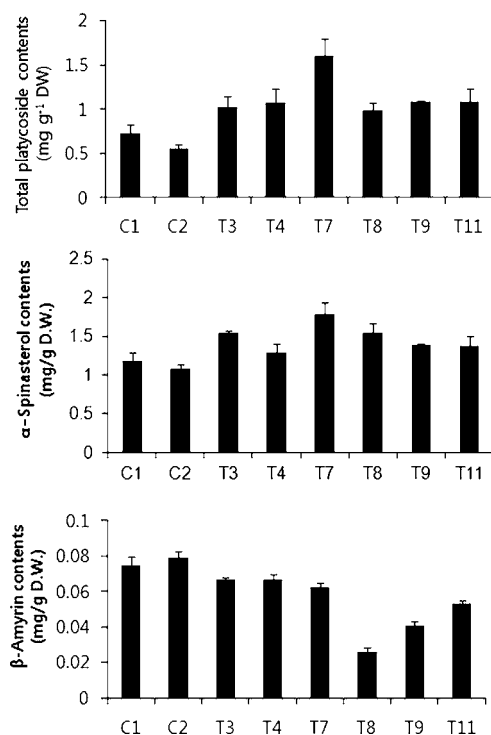 Total platycoside contents
(mg g⁻¹ DW)
2
1.5
1
0.5
0
C1 C2 T3 T4 T7 T8 T9 T11
α-Spinasterol contents
(mg/g D.W.)
2.5
2
1.5
1
0.5
0
C1 C2 T3 T4 T7 T8 T9 T11
β-Amyrin contents
(mg/g D.W.)
0.1
0.08
0.06
0.04
0.02
0
C1 C2 T3 T4 T7 T8 T9 T11